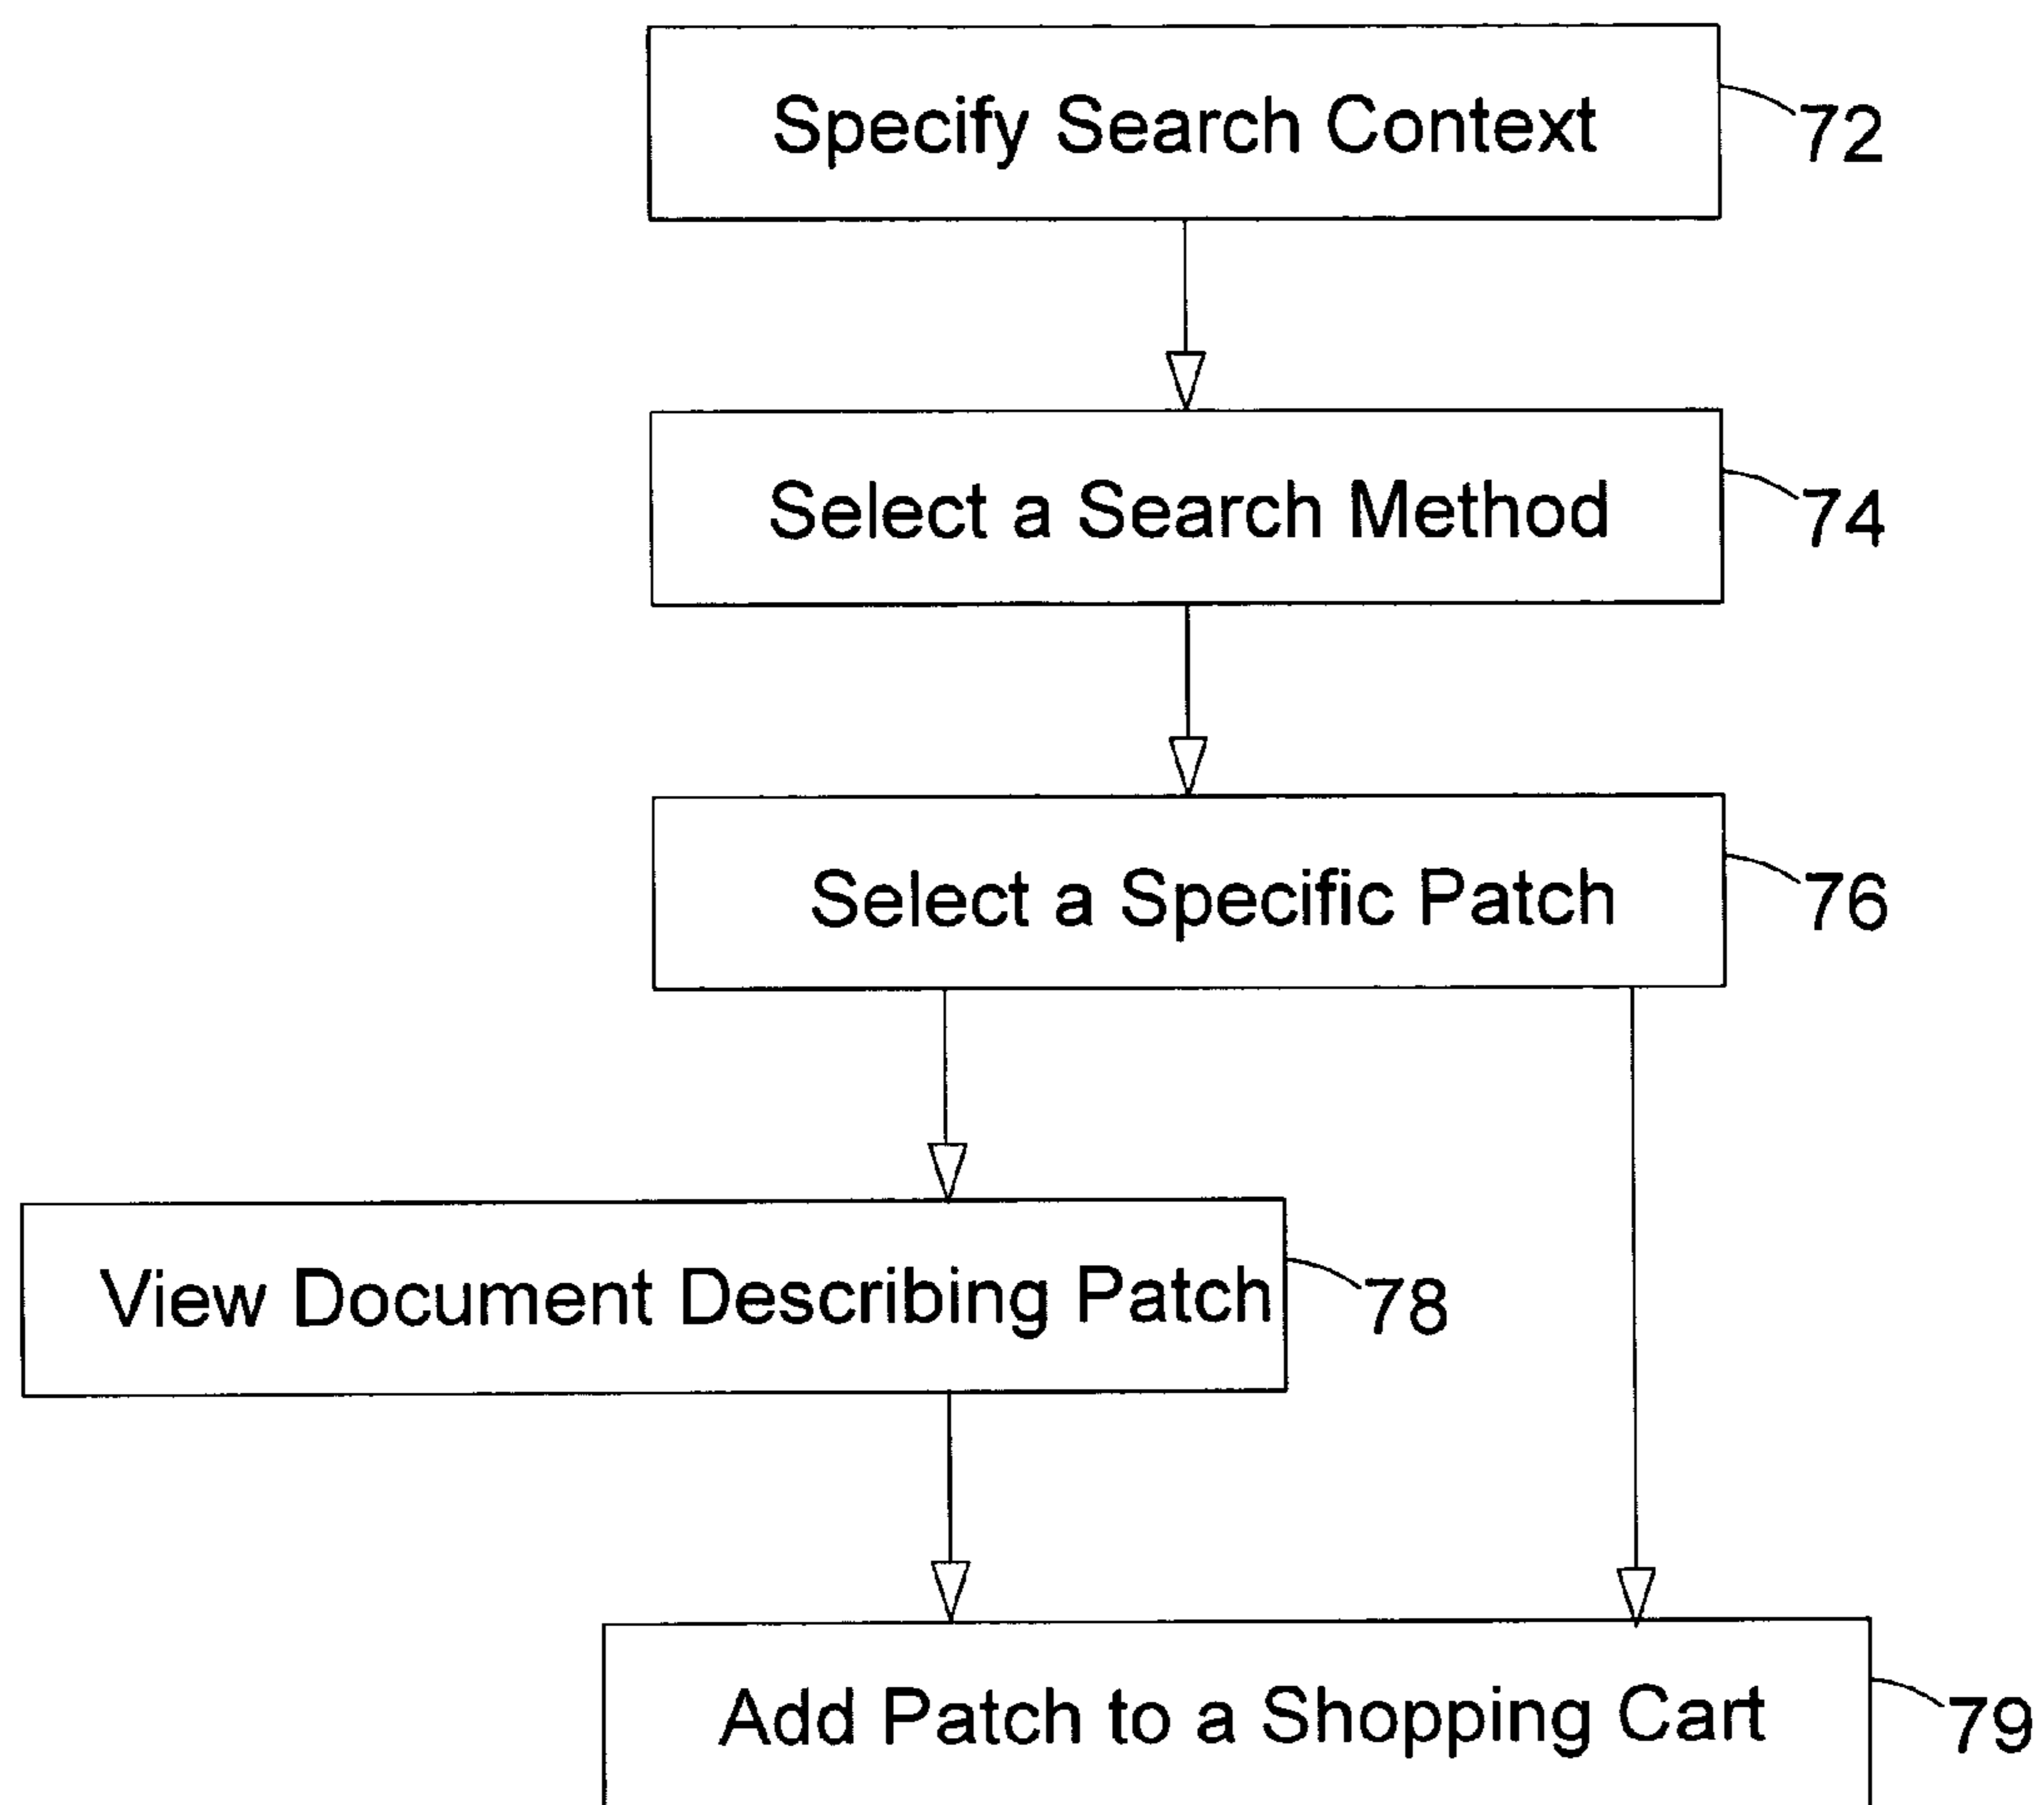 Specify Search Context
72
Select a Search Method
74
Select a Specific Patch
76
View Document Describing Patch
78
Add Patch to a Shopping Cart
79